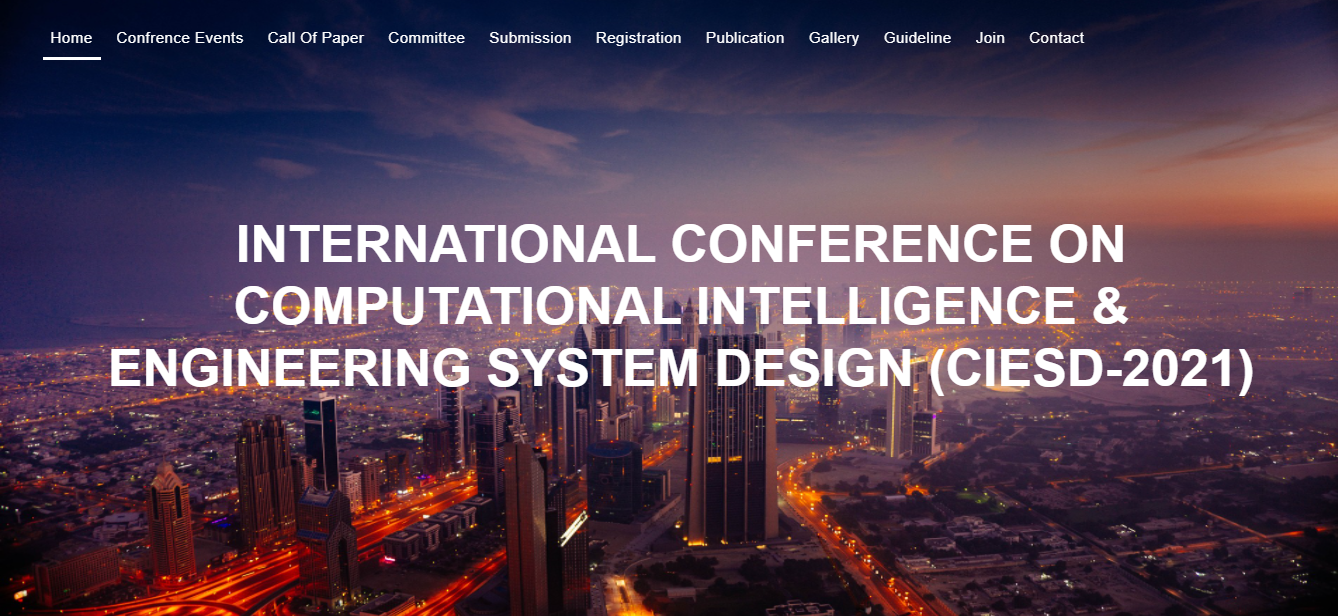 Home Confrence Events Call Of Paper Committee Submission Registration Publication Gallery Guideline Join Contact
INTERNATIONAL CONFERENCE ON
COMPUTATIONAL INTELLIGENCE &
ENGINEERING SYSTEM DESIGN (CIESD-2021)